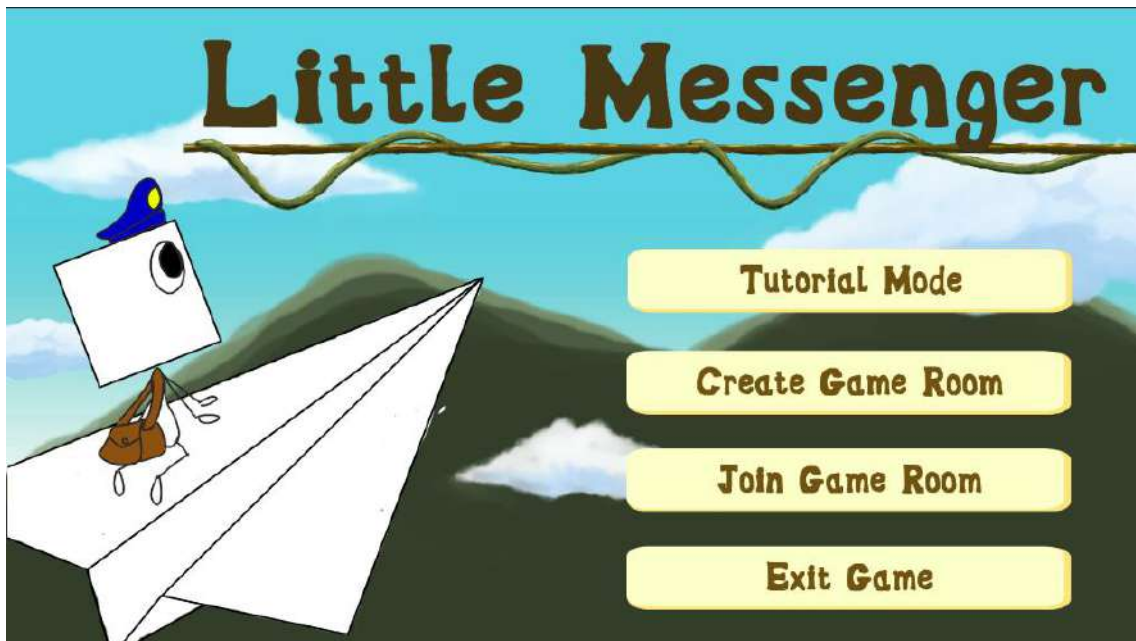 Little Messenger
Tutorial Mode
Create Game Room
Join Game Room
Exit Game